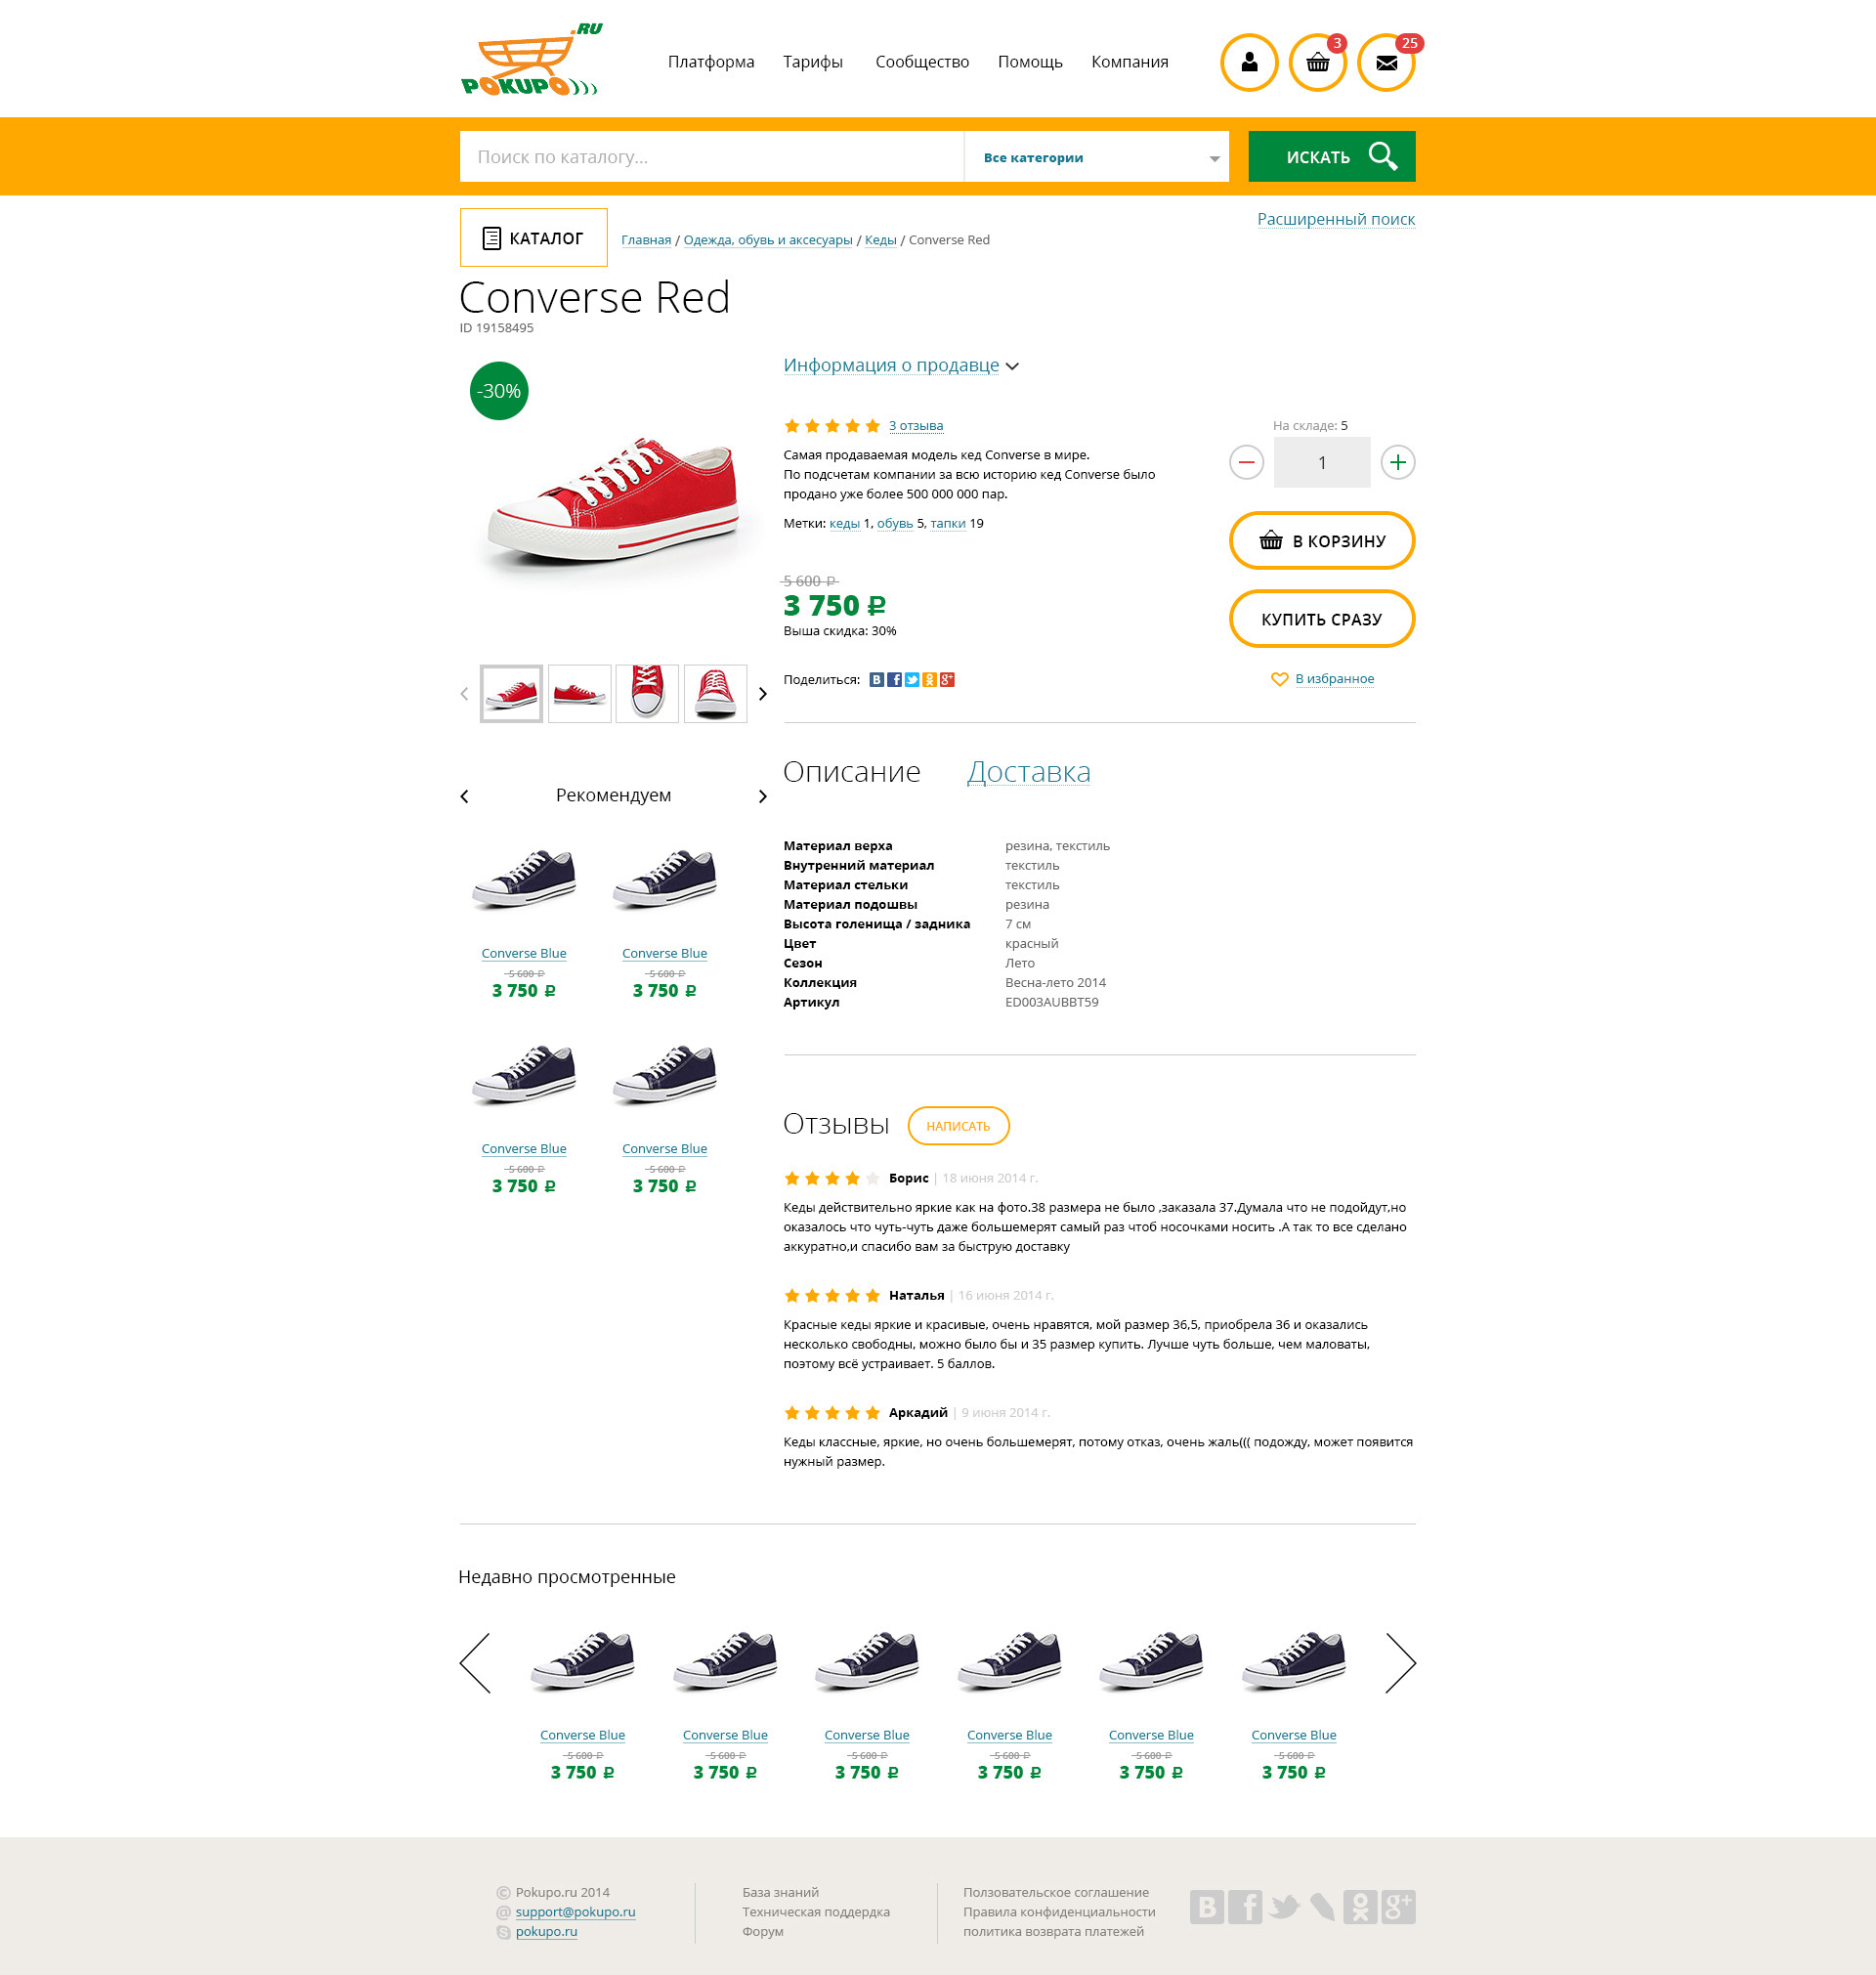 .RU
POKUPO
Платформа Тарифы Сообщество Помощь Компания
3
25
Поиск по каталогу...
Все категории
ИСКАТЬ
Расширенный поиск
КАТАЛОГ
Главная / Одежда, обувь и аксесуары / Кеды / Converse Red
Converse Red
ID 19158495
-30%
Информация о продавце
3 отзыва
Самая продаваемая модель кед Converse в мире.
По подсчетам компании за всю историю кед Converse было
продано уже более 500 000 000 пар.
Метки: кеды 1, обувь 5, тапки 19
5 600 ₽
3 750 ₽
Выша скидка: 30%
Поделиться:
На складе: 5
1
В КОРЗИНУ
КУПИТЬ СРАЗУ
В избранное
Рекомендуем
Converse Blue
5 600 ₽
3 750 ₽
Converse Blue
5 600 ₽
3 750 ₽
Converse Blue
5 600 ₽
3 750 ₽
Converse Blue
5 600 ₽
3 750 ₽
Описание Доставка
Материал верха резина, текстиль
Внутренний материал текстиль
Материал стельки текстиль
Материал подошвы резина
Высота голенища / задника 7 см
Цвет красный
Сезон Лето
Коллекция Весна-лето 2014
Артикул ED003AUBBT59
Отзывы
НАПИСАТЬ
Борис | 18 июня 2014 г.
Кеды действительно яркие как на фото.38 размера не было ,заказала 37.Думала что не подойдут,но
оказалось что чуть-чуть даже большемерят самый раз чтоб носочками носить .А так то все сделано
аккуратно,и спасибо вам за быструю доставку
Наталья | 16 июня 2014 г.
Красные кеды яркие и красивые, очень нравятся, мой размер 36,5, приобрела 36 и оказались
несколько свободны, можно было бы и 35 размер купить. Лучше чуть больше, чем маловаты,
поэтому всё устраивает. 5 баллов.
Аркадий | 9 июня 2014 г.
Кеды классные, яркие, но очень большемерят, потому отказ, очень жаль((( подожду, может появится
нужный размер.
Недавно просмотренные
Converse Blue
5 600 ₽
3 750 ₽
Converse Blue
5 600 ₽
3 750 ₽
Converse Blue
5 600 ₽
3 750 ₽
Converse Blue
5 600 ₽
3 750 ₽
Converse Blue
5 600 ₽
3 750 ₽
Converse Blue
5 600 ₽
3 750 ₽
© Pokupo.ru 2014
@ support@pokupo.ru
pokupo.ru
База знаний
Техническая поддердка
Форум
Ползовательское соглашение
Правила конфиденциальности
политика возврата платежей